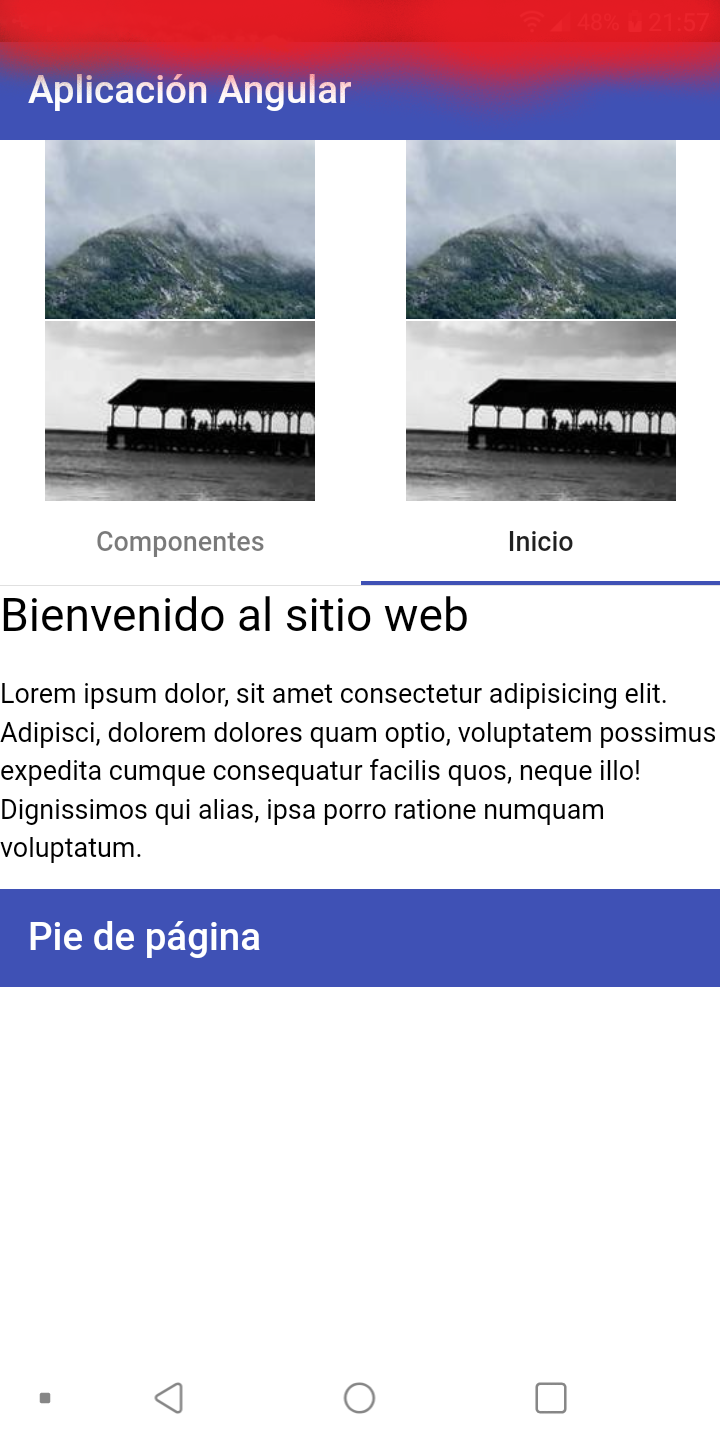 48% 21:57
Aplicación Angular
Componentes
Inicio
Bienvenido al sitio web
Lorem ipsum dolor, sit amet consectetur adipisicing elit.
Adipisci, dolorem dolores quam optio, voluptatem possimus
expedita cumque consequatur facilis quos, neque illo!
Dignissimos qui alias, ipsa porro ratione numquam
voluptatum.
Pie de página